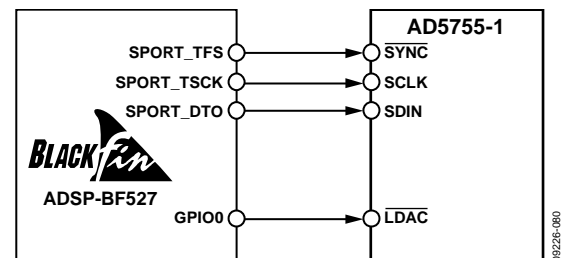 AD5755-1
SPORT_TFS
SYNC
SPORT_TSCK
SCLK
SPORT_DTO
SDIN
BLACKfin
ADSP-BF527
GPIO0
LDAC
09226-080